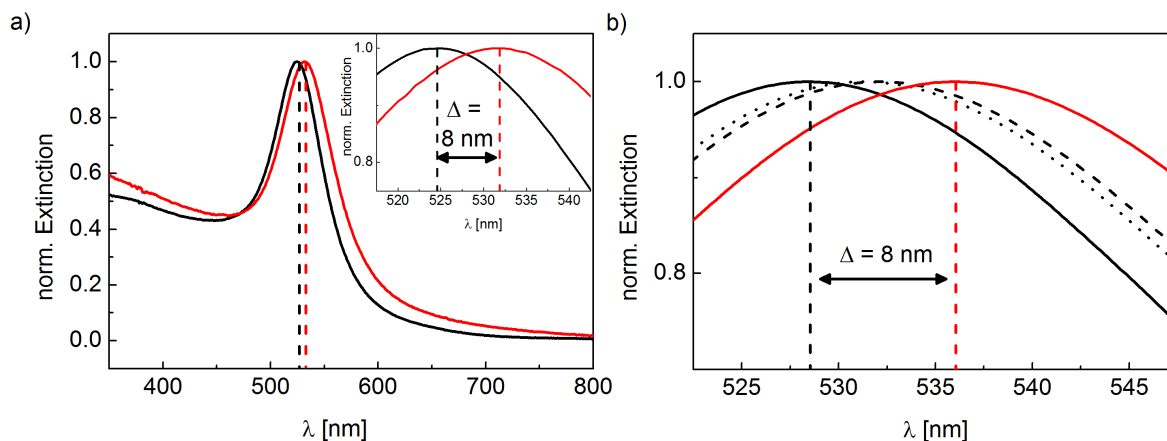 a)
norm. Extinction
1.0
0.8
0.6
0.4
0.2
0.0
400
500
600
700
800
λ [nm]
norm. Extinction
1.0
0.8
Δ =
8 nm
520
525
530
535
540
λ [nm]
b)
norm. Extinction
1.0
0.8
Δ = 8 nm
525
530
535
540
545
λ [nm]